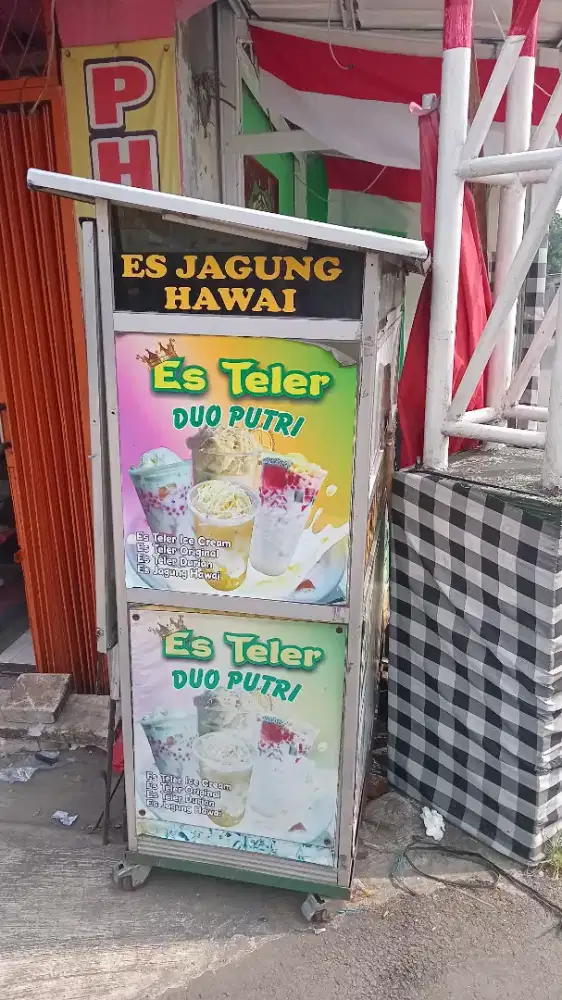 PH
ES JAGUNG
HAWAI
Es Teler
DUO PUTRI
Es Teler Ice Cream
Es Teler Original
Es Teler Durian
Es Jagung Hawai
Es Teler
DUO PUTRI
Es Teler Ice Cream
Es Teler Original
Es Teler Durian
Es Jagung Hawai